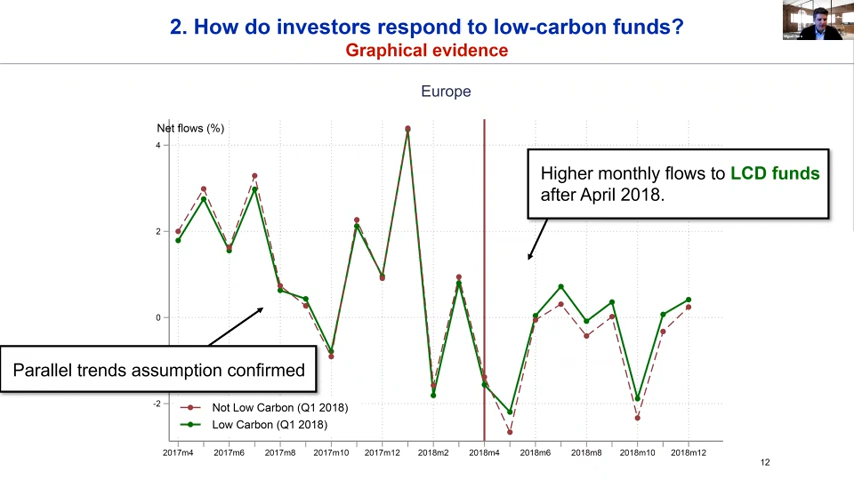 2. How do investors respond to low-carbon funds?
Graphical evidence
Europe
Net flows (%)
4
2
0
-2
Higher monthly flows to LCD funds
after April 2018.
Parallel trends assumption confirmed
Not Low Carbon (Q1 2018)
Low Carbon (Q1 2018)
2017m4 2017m6 2017m8 2017m10 2017m12 2018m2 2018m4 2018m6 2018m8 2018m10 2018m12
12